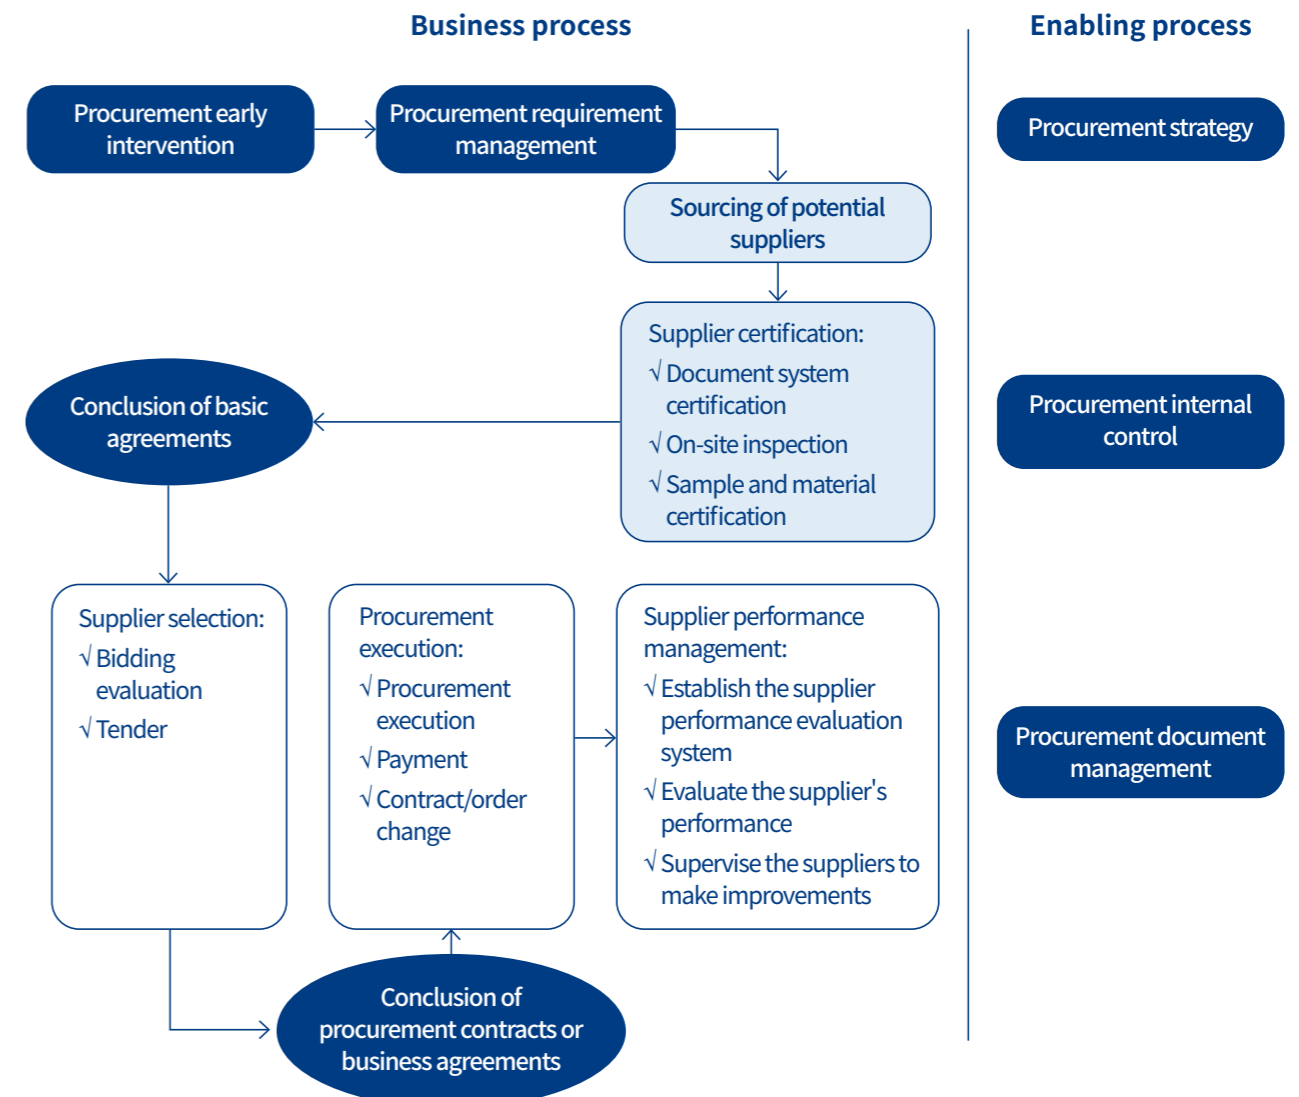 Business process
Enabling process
Procurement early
intervention
Procurement requirement
management
Procurement strategy
Sourcing of potential
suppliers
Supplier certification:
√ Document system
certification
√ On-site inspection
√ Sample and material
certification
Conclusion of basic
agreements
Procurement internal
control
Supplier selection:
√ Bidding
evaluation
√ Tender
Procurement
execution:
√ Procurement
execution
√ Payment
√ Contract/order
change
Supplier performance
management:
√ Establish the supplier
performance evaluation
system
√ Evaluate the supplier's
performance
√ Supervise the suppliers to
make improvements
Procurement document
management
Conclusion of
procurement contracts or
business agreements